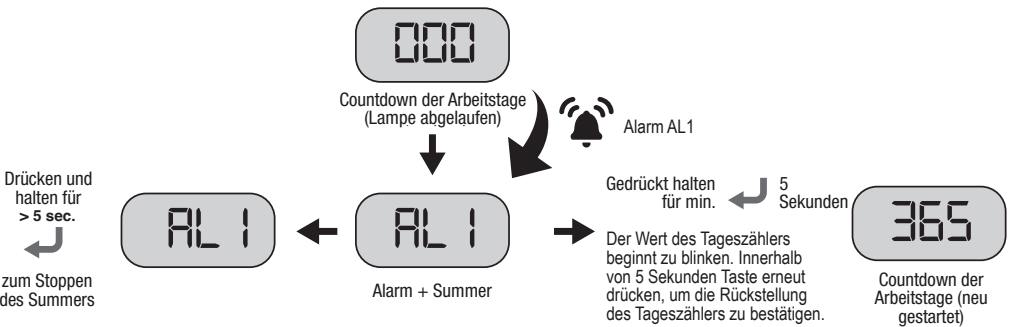 000
Countdown der Arbeitstage
(Lampe abgelaufen)
Alarm AL1
Drücken und
halten für
> 5 sec.
zum Stoppen
des Summers
AL1
AL1
Alarm + Summer
Gedrückt halten
für min.
5
Sekunden
Der Wert des Tageszählers
beginnt zu blinken. Innerhalb
von 5 Sekunden Taste erneut
drücken, um die Rückstellung
des Tageszählers zu bestätigen.
365
Countdown der
Arbeitstage (neu
gestartet)